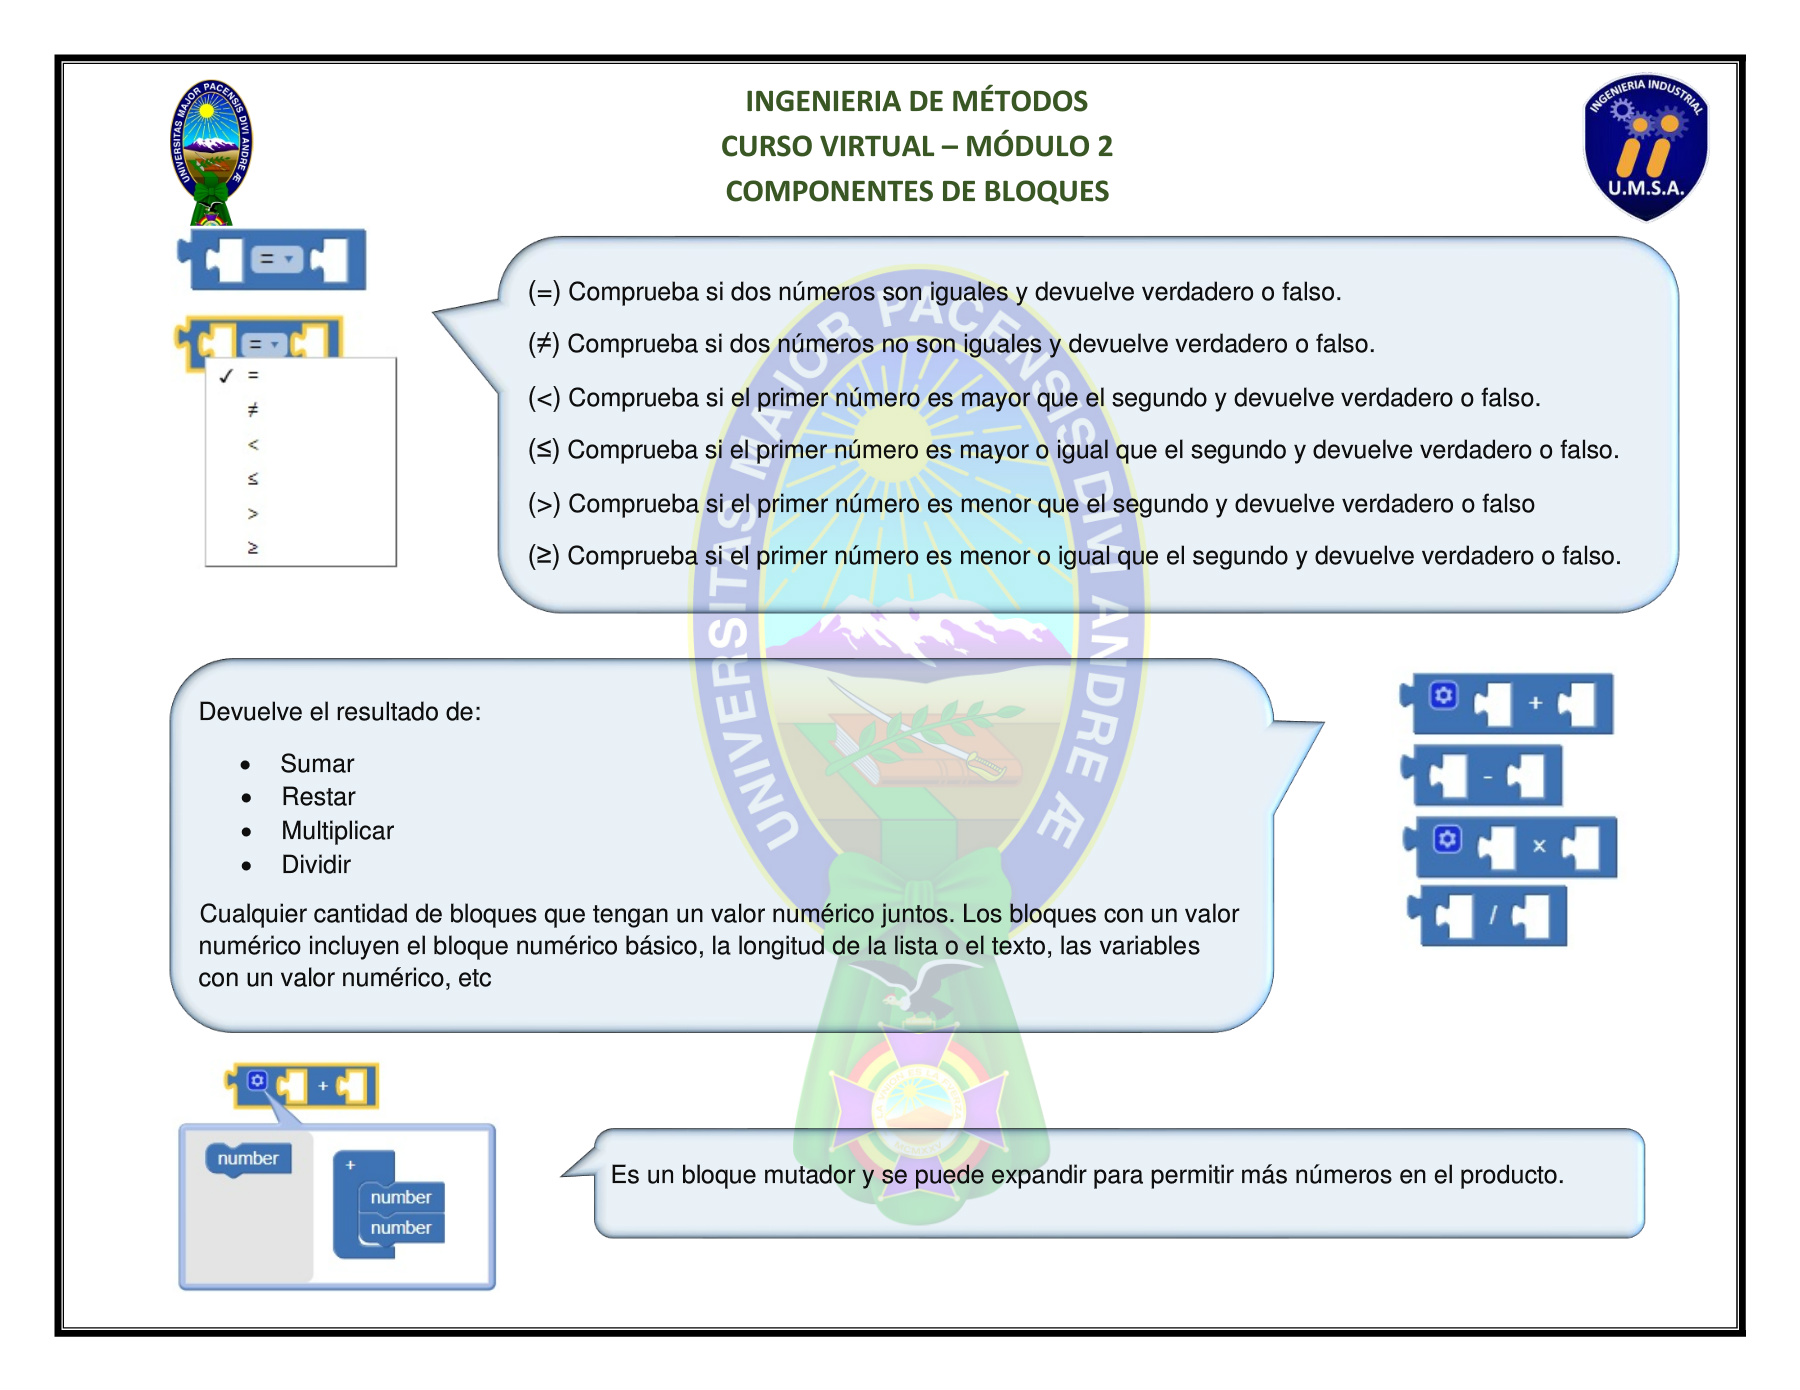 UNIVERSITAS MAJOR PACENSIS DIVI ANDRE Æ
INGENIERIA DE MÉTODOS
CURSO VIRTUAL – MÓDULO 2
COMPONENTES DE BLOQUES
INGENIERIA INDUSTRIAL
U.M.S.A.
=
=
✓ =
≠
<
≤
>
≥
(=) Comprueba si dos números son iguales y devuelve verdadero o falso.
(≠) Comprueba si dos números no son iguales y devuelve verdadero o falso.
(<) Comprueba si el primer número es mayor que el segundo y devuelve verdadero o falso.
(≤) Comprueba si el primer número es mayor o igual que el segundo y devuelve verdadero o falso.
(>) Comprueba si el primer número es menor que el segundo y devuelve verdadero o falso
(≥) Comprueba si el primer número es menor o igual que el segundo y devuelve verdadero o falso.
UNIVERSITAS MAJOR PACENSIS DIVI ANDRE Æ
Devuelve el resultado de:
• Sumar
• Restar
• Multiplicar
• Dividir
Cualquier cantidad de bloques que tengan un valor numérico juntos. Los bloques con un valor
numérico incluyen el bloque numérico básico, la longitud de la lista o el texto, las variables
con un valor numérico, etc
+
-
×
/
+
number
+
number
number
Es un bloque mutador y se puede expandir para permitir más números en el producto.